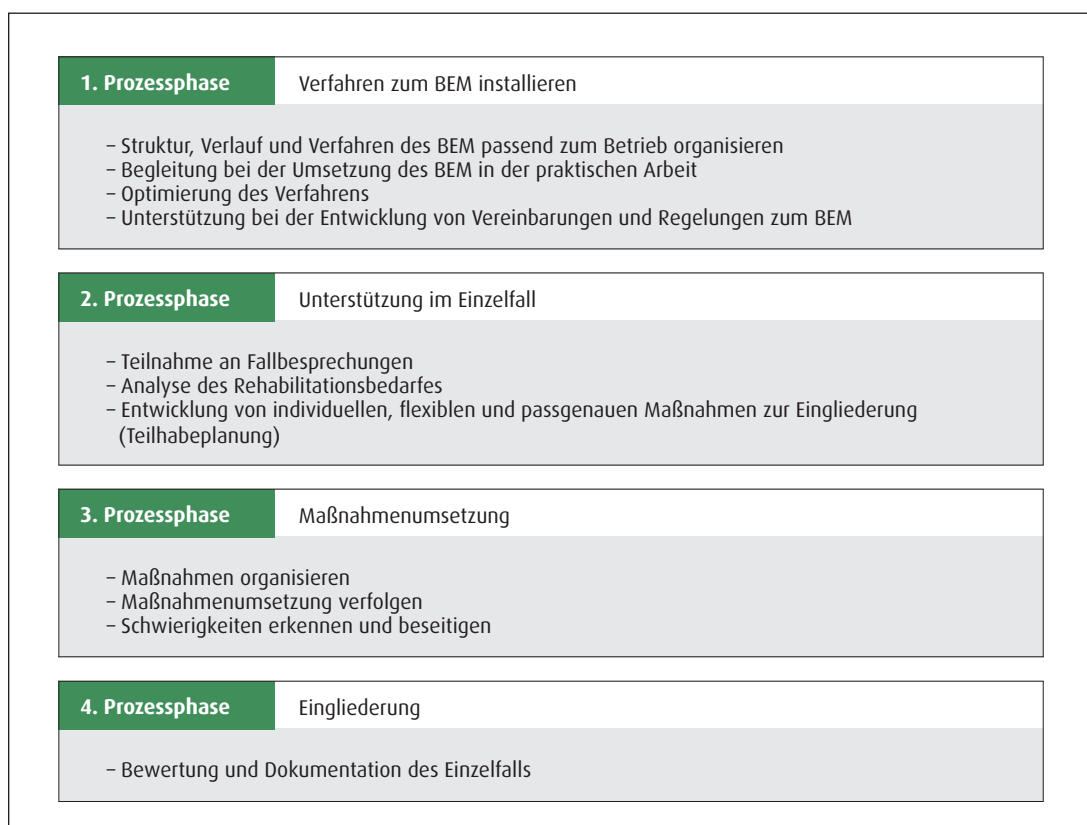 1. Prozessphase Verfahren zum BEM installieren
– Struktur, Verlauf und Verfahren des BEM passend zum Betrieb organisieren
– Begleitung bei der Umsetzung des BEM in der praktischen Arbeit
– Optimierung des Verfahrens
– Unterstützung bei der Entwicklung von Vereinbarungen und Regelungen zum BEM
2. Prozessphase Unterstützung im Einzelfall
– Teilnahme an Fallbesprechungen
– Analyse des Rehabilitationsbedarfes
– Entwicklung von individuellen, flexiblen und passgenauen Maßnahmen zur Eingliederung
(Teilhabeplanung)
3. Prozessphase Maßnahmenumsetzung
– Maßnahmen organisieren
– Maßnahmenumsetzung verfolgen
– Schwierigkeiten erkennen und beseitigen
4. Prozessphase Eingliederung
– Bewertung und Dokumentation des Einzelfalls